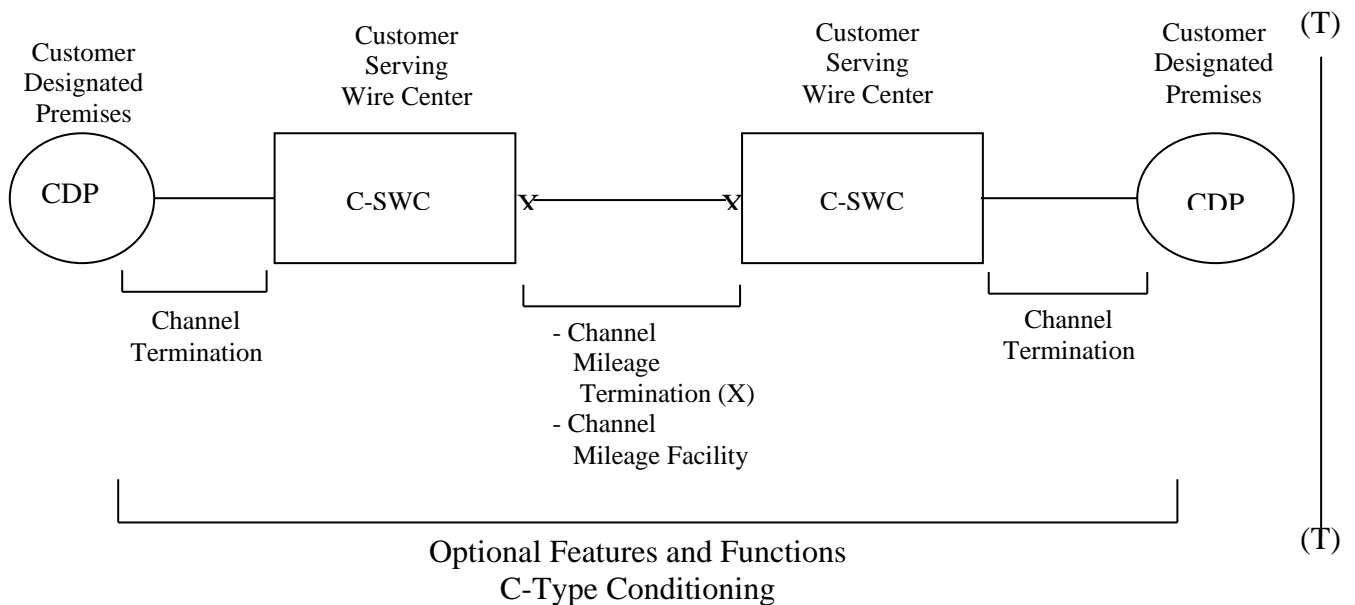 (T)
Customer
Designated
Premises
Customer
Serving
Wire Center
Customer
Serving
Wire Center
Customer
Designated
Premises
CDP
C-SWC
X
X
C-SWC
CDP
Channel
Termination
- Channel
Mileage
Termination (X)
- Channel
Mileage Facility
Channel
Termination
(T)
Optional Features and Functions
C-Type Conditioning